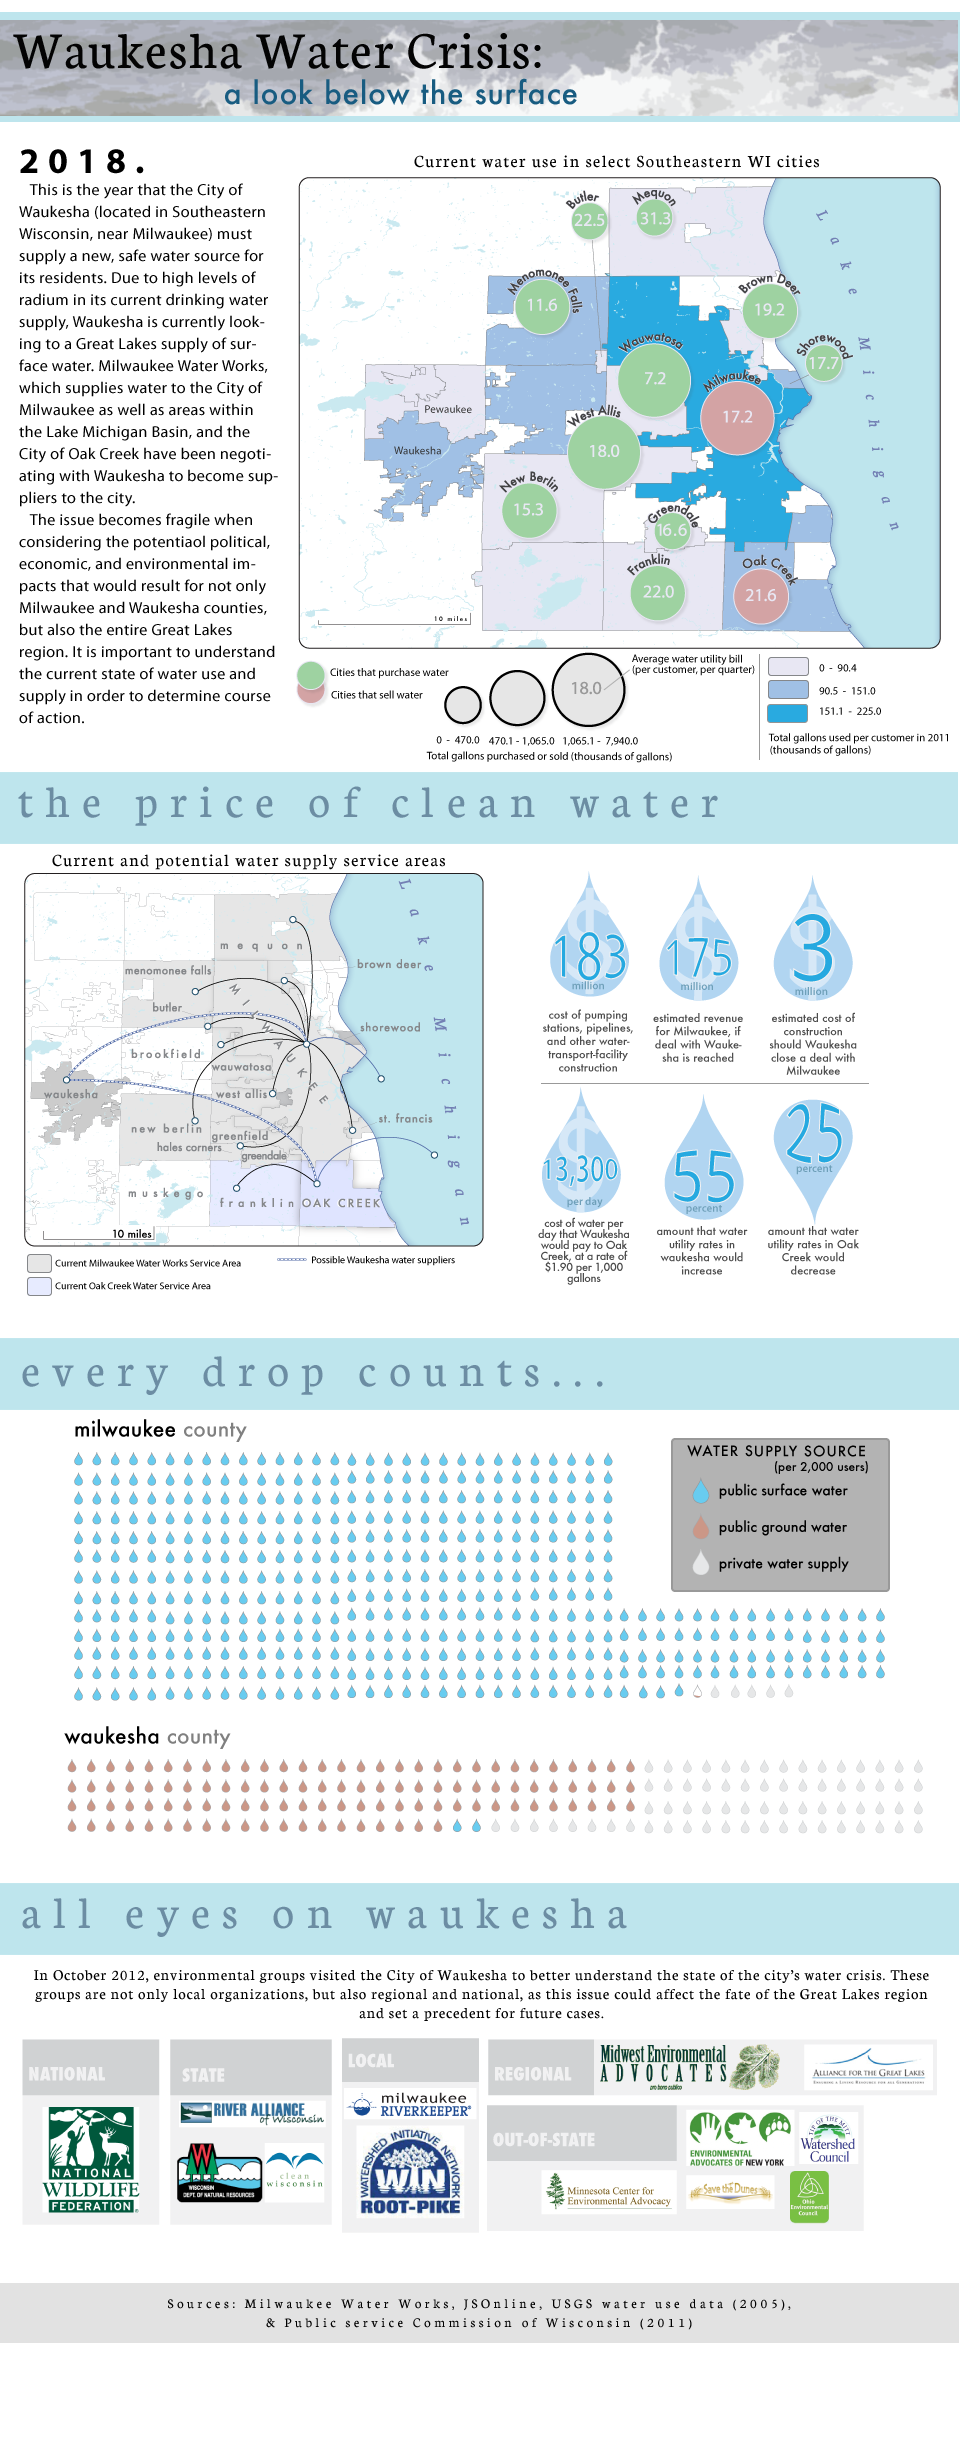 Waukesha Water Crisis:
a look below the surface
2018.
This is the year that the City of
Waukesha (located in Southeastern
Wisconsin, near Milwaukee) must
supply a new, safe water source for
its residents. Due to high levels of
radium in its current drinking water
supply, Waukesha is currently look-
ing to a Great Lakes supply of sur-
face water. Milwaukee Water Works,
which supplies water to the City of
Milwaukee as well as areas within
the Lake Michigan Basin, and the
City of Oak Creek have been negoti-
ating with Waukesha to become sup-
pliers to the city.
The issue becomes fragile when
considering the potentiaol political,
economic, and environmental im-
pacts that would result for not only
Milwaukee and Waukesha counties,
but also the entire Great Lakes
region. It is important to understand
the current state of water use and
supply in order to determine course
of action.
Current water use in select Southeastern WI cities
Butler
22.5
Mequon
31.3
Lake Michigan
Menomonee Falls
11.6
Brown Deer
19.2
Wauwatosa
7.2
Shorewood
17.7
Milwaukee
17.2
Pewaukee
West Allis
18.0
Waukesha
New Berlin
15.3
Greendale
16.6
Franklin
22.0
Oak Creek
21.6
10 miles
Cities that purchase water
Cities that sell water
18.0
Average water utility bill
(per customer, per quarter)
0 - 470.0
470.1 - 1,065.0
1,065.1 - 7,940.0
Total gallons purchased or sold (thousands of gallons)
0 - 90.4
90.5 - 151.0
151.1 - 225.0
Total gallons used per customer in 2011
(thousands of gallons)
the price of clean water
Current and potential water supply service areas
Lake Michigan
mequon
menomonee falls
brown deer
butler
MILWAUKEE
shorewood
brookfield
wauwatosa
waukesha
west allis
st. francis
new berlin
greenfield
hales corners
greendale
muskego
franklin
OAK CREEK
10 miles
Current Milwaukee Water Works Service Area
Possible Waukesha water suppliers
Current Oak Creek Water Service Area
$
183
million
cost of pumping
stations, pipelines,
and other water-
transport-facility
construction
$
175
million
estimated revenue
for Milwaukee, if
deal with Wauke-
sha is reached
$
3
million
estimated cost of
construction
should Waukesha
close a deal with
Milwaukee
$
13,300
per day
cost of water per
day that Waukesha
would pay to Oak
Creek, at a rate of
$1.90 per 1,000
gallons
55
percent
amount that water
utility rates in
waukesha would
increase
25
percent
amount that water
utility rates in Oak
Creek would
decrease
every drop counts...
milwaukee county
WATER SUPPLY SOURCE
(per 2,000 users)
public surface water
public ground water
private water supply
waukesha county
all eyes on waukesha
In October 2012, environmental groups visited the City of Waukesha to better understand the state of the city's water crisis. These
groups are not only local organizations, but also regional and national, as this issue could affect the fate of the Great Lakes region
and set a precedent for future cases.
NATIONAL
NATIONAL
WILDLIFE
FEDERATION®
STATE
RIVER ALLIANCE
of Wisconsin
WISCONSIN
DEPT. OF NATURAL RESOURCES
clean
wisconsin
LOCAL
milwaukee
RIVERKEEPER®
WATERSHED INITIATIVE NETWORK
WIN
ROOT-PIKE
REGIONAL
Midwest Environmental
ADVOCATES
pro bono publico
ALLIANCE FOR THE GREAT LAKES
OUT-OF-STATE
ENVIRONMENTAL
ADVOCATES OF NEW YORK
TIP OF THE MITT
Watershed
Council
Minnesota Center for
Environmental Advocacy
Save the Dunes
Ohio
Environmental
Council
Sources: Milwaukee Water Works, JSOnline, USGS water use data (2005),
& Public service Commission of Wisconsin (2011)